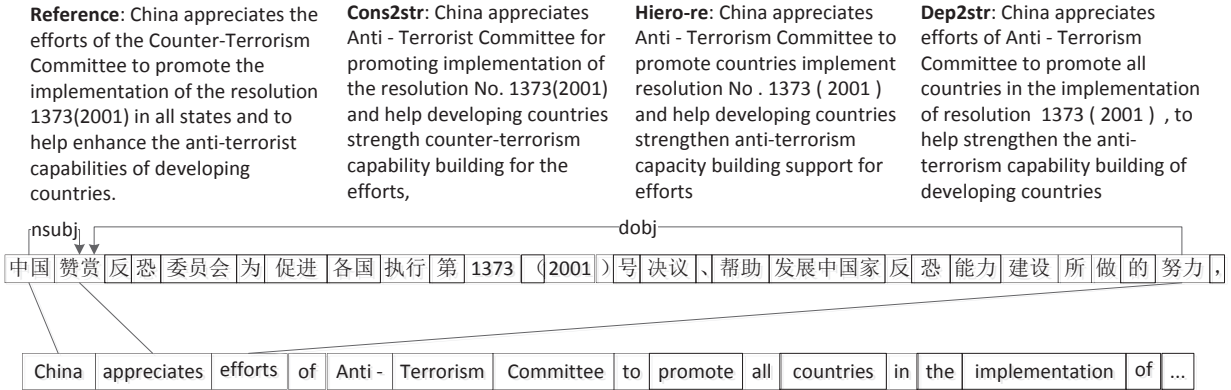 Reference: China appreciates the
efforts of the Counter-Terrorism
Committee to promote the
implementation of the resolution
1373(2001) in all states and to
help enhance the anti-terrorist
capabilities of developing
countries.
Cons2str: China appreciates
Anti - Terrorist Committee for
promoting implementation of
the resolution No. 1373(2001)
and help developing countries
strength counter-terrorism
capability building for the
efforts,
Hiero-re: China appreciates
Anti - Terrorism Committee to
promote countries implement
resolution No . 1373 ( 2001 )
and help developing countries
strengthen anti-terrorism
capacity building support for
efforts
Dep2str: China appreciates
efforts of Anti - Terrorism
Committee to promote all
countries in the implementation
of resolution 1373 ( 2001 ) , to
help strengthen the anti-
terrorism capability building of
developing countries
nsubj dobj
中国 赞赏 反 恐 委员会 为 促进 各国 执行 第 1373 （ 2001 ）号 决议 、 帮助 发展中国家 反 恐 能力 建设 所 做 的 努力 ，
China appreciates efforts of Anti - Terrorism Committee to promote all countries in the implementation of ...